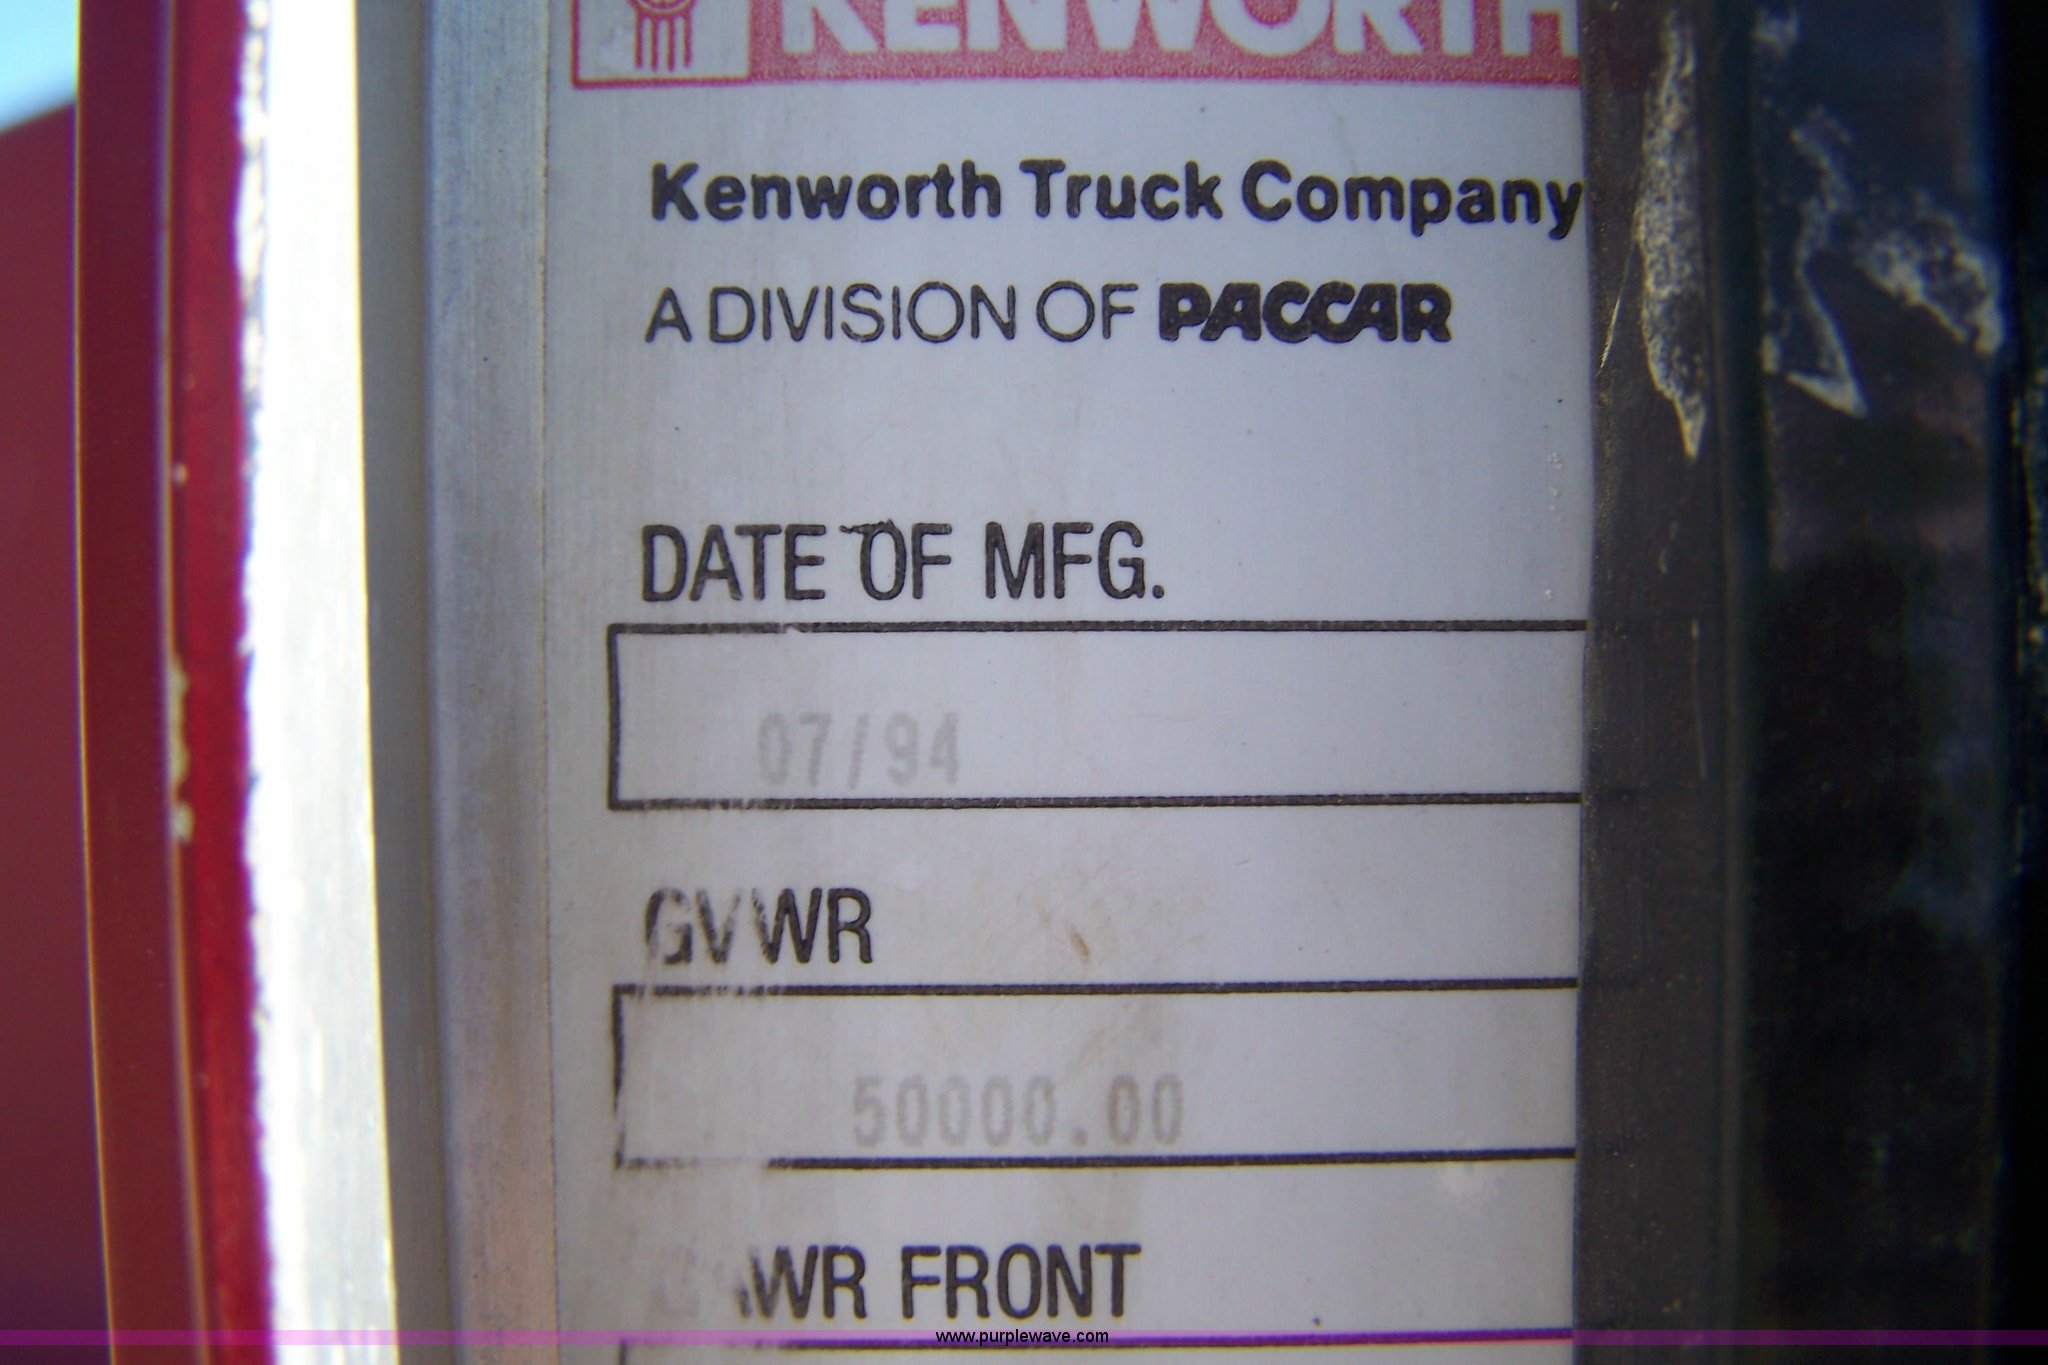 KENWORTH
Kenworth Truck Company
A DIVISION OF PACCAR
DATE OF MFG.
07/94
GVWR
50000.00
WR FRONT
www.purplewave.com